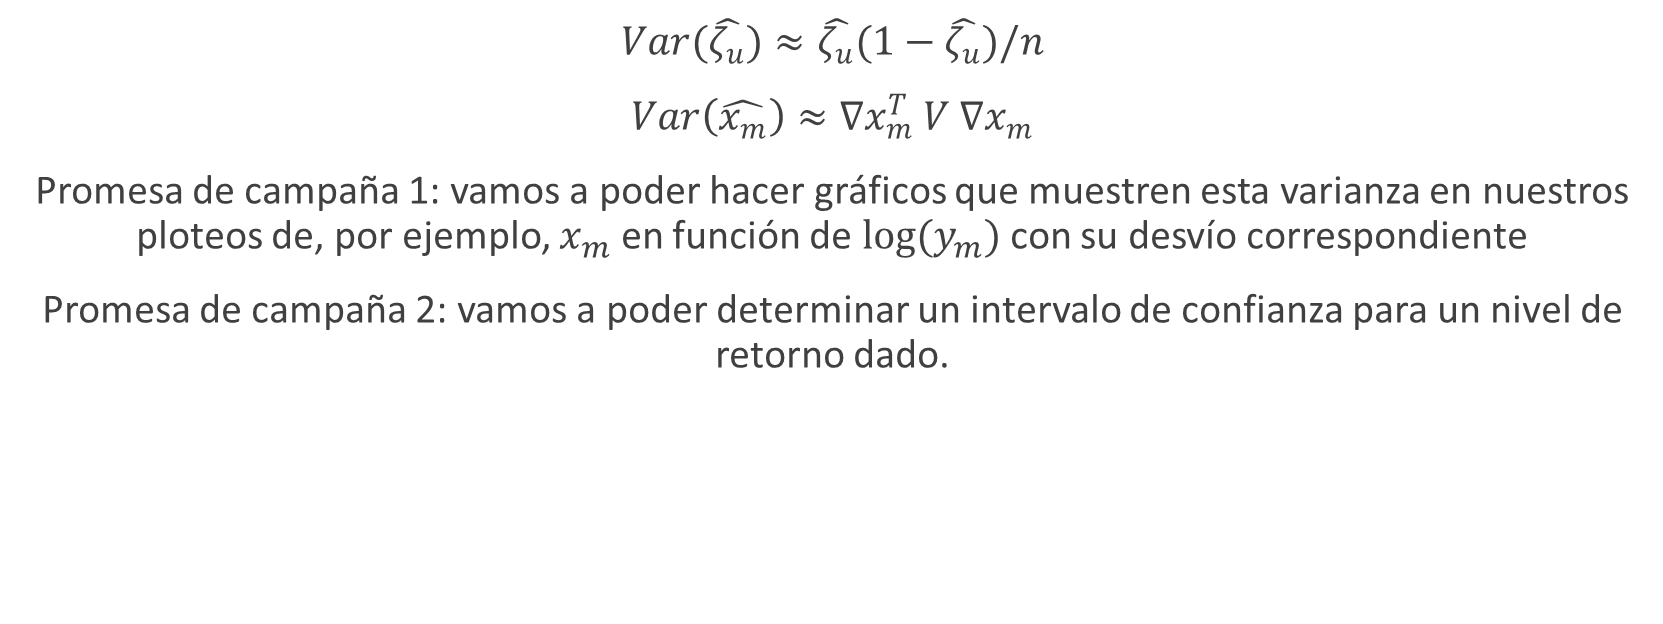 Var(ζ̂ᵤ) ≈ ζ̂ᵤ(1 − ζ̂ᵤ)/n
Var(x̂ₘ) ≈ ∇xₘᵀ V ∇xₘ
Promesa de campaña 1: vamos a poder hacer gráficos que muestren esta varianza en nuestros
ploteos de, por ejemplo, xₘ en función de log(yₘ) con su desvío correspondiente
Promesa de campaña 2: vamos a poder determinar un intervalo de confianza para un nivel de
retorno dado.